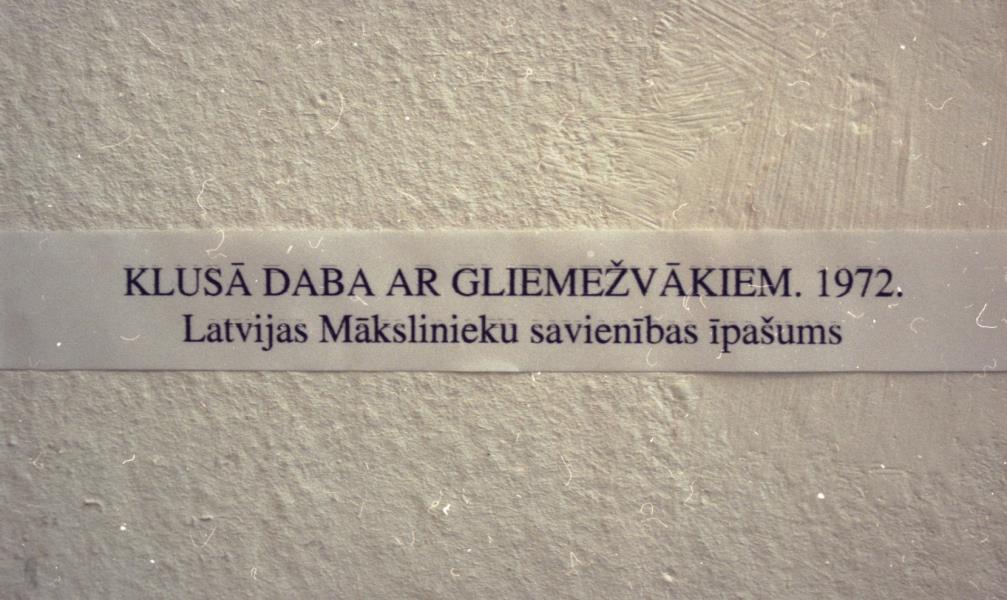 KLUSĀ DABA AR GLIEMEŽVĀKIEM. 1972.
Latvijas Mākslinieku savienības īpašums